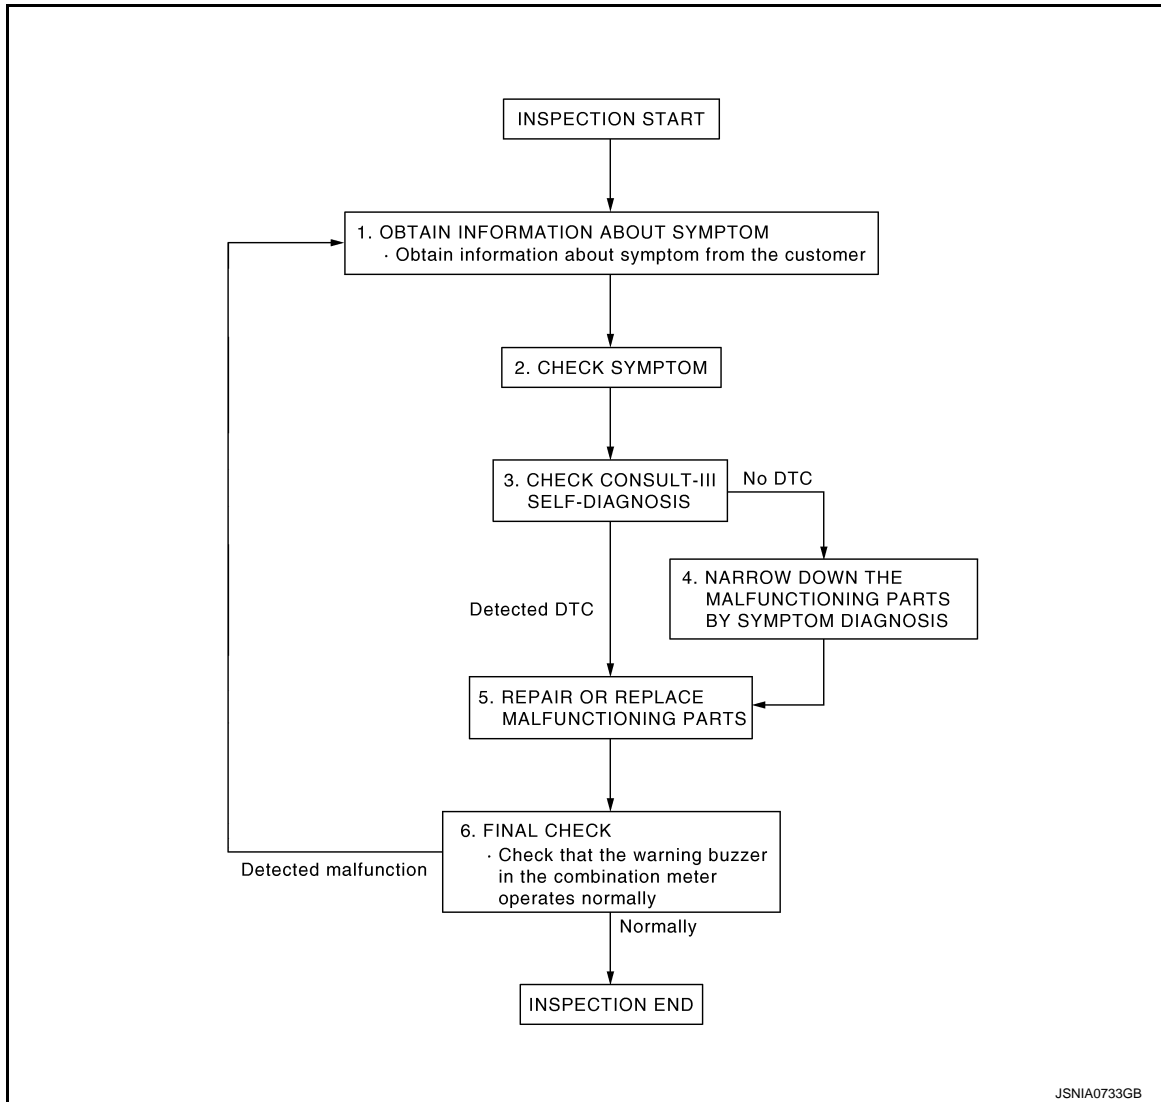 INSPECTION START
1. OBTAIN INFORMATION ABOUT SYMPTOM
· Obtain information about symptom from the customer
2. CHECK SYMPTOM
3. CHECK CONSULT-III
SELF-DIAGNOSIS
No DTC
4. NARROW DOWN THE
MALFUNCTIONING PARTS
BY SYMPTOM DIAGNOSIS
Detected DTC
5. REPAIR OR REPLACE
MALFUNCTIONING PARTS
6. FINAL CHECK
· Check that the warning buzzer
in the combination meter
operates normally
Detected malfunction
Normally
INSPECTION END
JSNIA0733GB